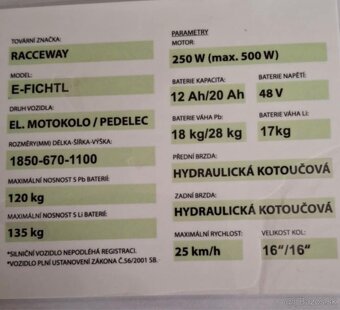 TOVÁRNÍ ZNAČKA:
RACCEWAY
MODEL:
E-FICHTL
DRUH VOZIDLA:
EL. MOTOKOLO / PEDELEC
ROZMĚRY(MM) DÉLKA-ŠÍŘKA-VÝŠKA:
1850-670-1100
MAXIMÁLNÍ NOSNOST S Pb BATERIÍ:
120 kg
MAXIMÁLNÍ NOSNOST S Li BATERIÍ:
135 kg
*SILNIČNÍ VOZIDLO NEPODLÉHÁ REGISTRACI.
*VOZIDLO PLNÍ USTANOVENÍ ZÁKONA Č.56/2001 SB.
PARAMETRY
MOTOR:
250 W (max. 500 W)
BATERIE KAPACITA: BATERIE NAPĚTÍ:
12 Ah/20 Ah 48 V
BATERIE VÁHA Pb: BATERIE VÁHA Li:
18 kg/28 kg 17kg
PŘEDNÍ BRZDA:
HYDRAULICKÁ KOTOUČOVÁ
ZADNÍ BRZDA:
HYDRAULICKÁ KOTOUČOVÁ
MAXIMÁLNÍ RYCHLOST: VELIKOST KOL:
25 km/h 16"/16"